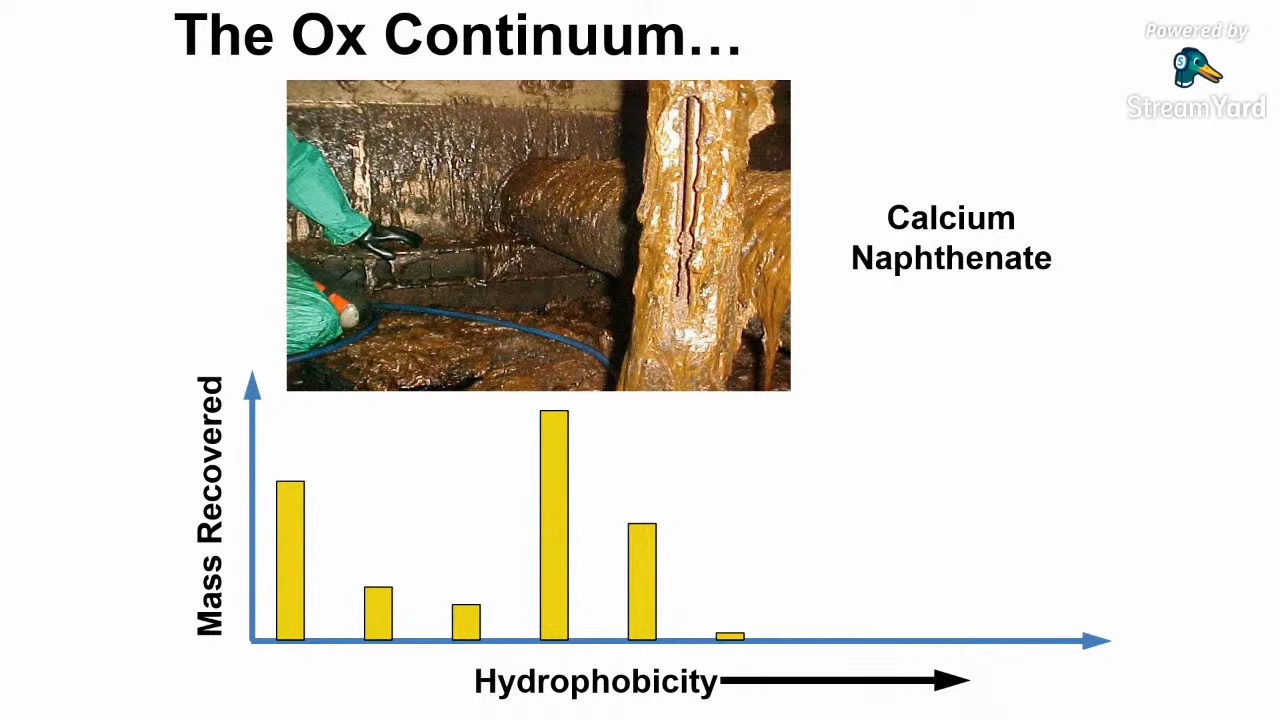 The Ox Continuum…
Powered by
StreamYard
Calcium
Naphthenate
Mass Recovered
Hydrophobicity